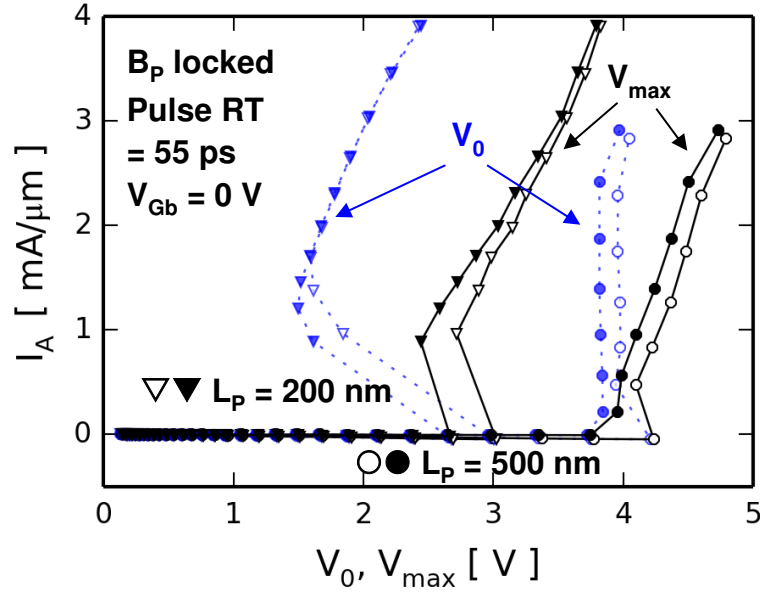 4
3
2
1
0
I_A [ mA/μm ]
B_P locked
Pulse RT
= 55 ps
V_Gb = 0 V
V_0
V_max
L_P = 200 nm
L_P = 500 nm
0 1 2 3 4 5
V_0, V_max [ V ]